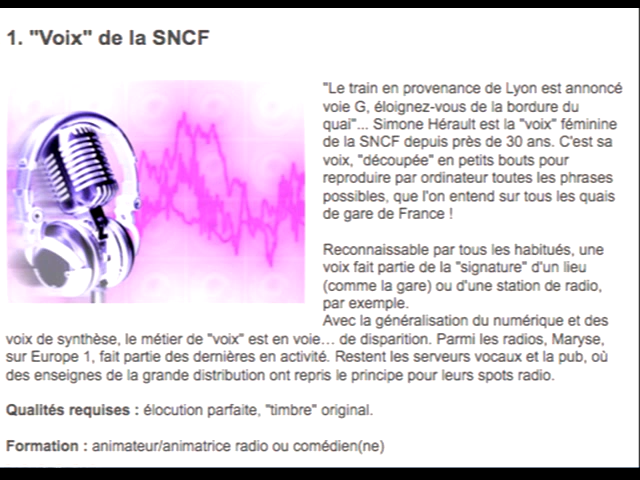 1. "Voix" de la SNCF
"Le train en provenance de Lyon est annoncé
voie G, éloignez-vous de la bordure du
quai"... Simone Hérault est la "voix" féminine
de la SNCF depuis près de 30 ans. C'est sa
voix, "découpée" en petits bouts pour
reproduire par ordinateur toutes les phrases
possibles, que l'on entend sur tous les quais
de gare de France !
Reconnaissable par tous les habitués, une
voix fait partie de la "signature" d'un lieu
(comme la gare) ou d'une station de radio,
par exemple.
Avec la généralisation du numérique et des
voix de synthèse, le métier de "voix" est en voie… de disparition. Parmi les radios, Maryse,
sur Europe 1, fait partie des dernières en activité. Restent les serveurs vocaux et la pub, où
des enseignes de la grande distribution ont repris le principe pour leurs spots radio.
Qualités requises : élocution parfaite, "timbre" original.
Formation : animateur/animatrice radio ou comédien(ne)